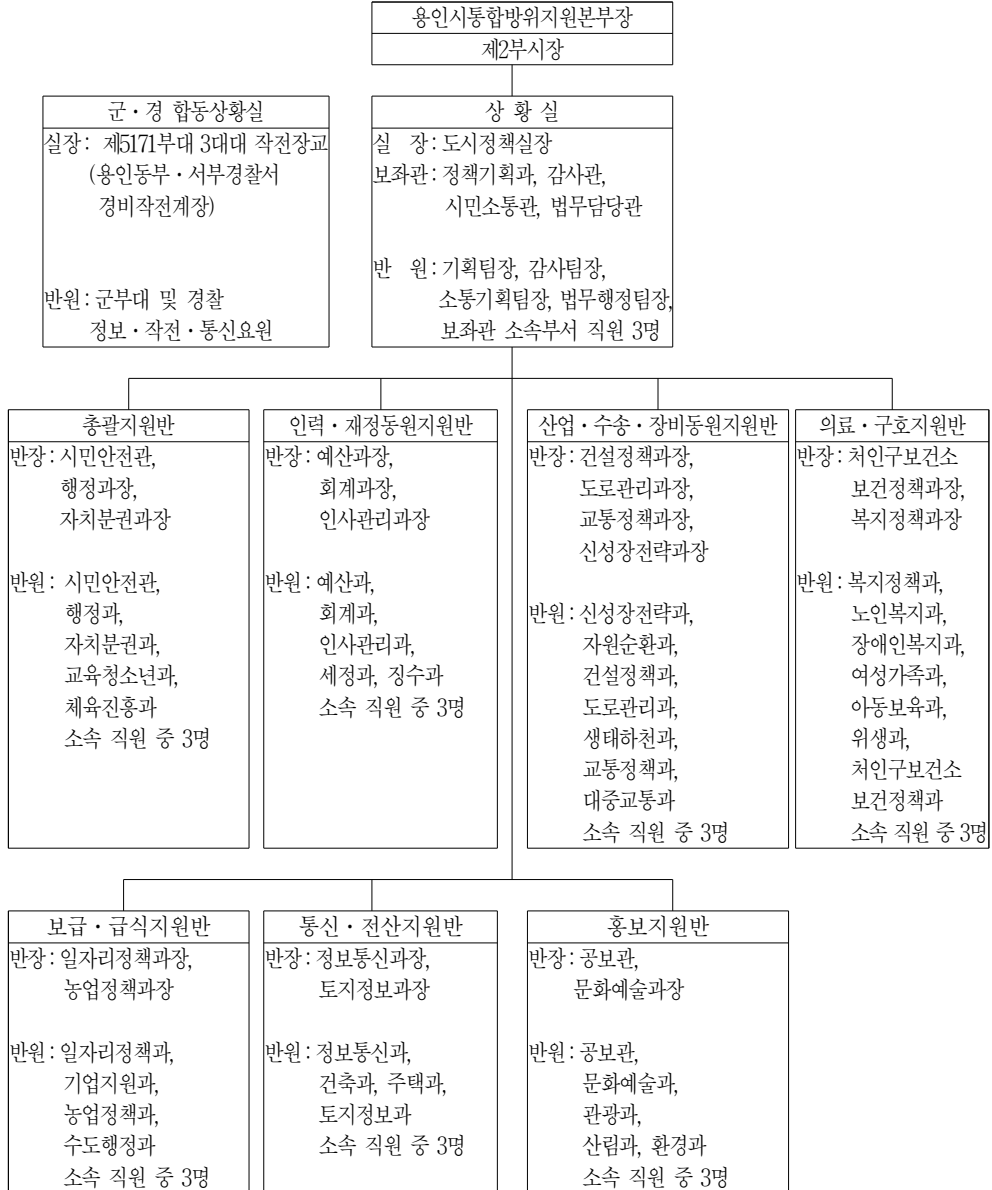 용인시통합방위지원본부장
제2부시장
군·경 합동상황실
실장: 제5171부대 3대대 작전장교
(용인동부·서부경찰서
경비작전계장)
반원: 군부대 및 경찰
정보·작전·통신요원
상 황 실
실 장: 도시정책실장
보좌관: 정책기획과, 감사관,
시민소통관, 법무담당관
반 원: 기획팀장, 감사팀장,
소통기획팀장, 법무행정팀장,
보좌관 소속부서 직원 3명
총괄지원반
반장: 시민안전관,
행정과장,
자치분권과장
반원: 시민안전관,
행정과,
자치분권과,
교육청소년과,
체육진흥과
소속 직원 중 3명
인력·재정동원지원반
반장: 예산과장,
회계과장,
인사관리과장
반원: 예산과,
회계과,
인사관리과,
세정과, 징수과
소속 직원 중 3명
산업·수송·장비동원지원반
반장: 건설정책과장,
도로관리과장,
교통정책과장,
신성장전략과장
반원: 신성장전략과,
자원순환과,
건설정책과,
도로관리과,
생태하천과,
교통정책과,
대중교통과
소속 직원 중 3명
의료·구호지원반
반장: 처인구보건소
보건정책과장,
복지정책과장
반원: 복지정책과,
노인복지과,
장애인복지과,
여성가족과,
아동보육과,
위생과,
처인구보건소
보건정책과
소속 직원 중 3명
보급·급식지원반
반장: 일자리정책과장,
농업정책과장
반원: 일자리정책과,
기업지원과,
농업정책과,
수도행정과
소속 직원 중 3명
통신·전산지원반
반장: 정보통신과장,
토지정보과장
반원: 정보통신과,
건축과, 주택과,
토지정보과
소속 직원 중 3명
홍보지원반
반장: 공보관,
문화예술과장
반원: 공보관,
문화예술과,
관광과,
산림과, 환경과
소속 직원 중 3명